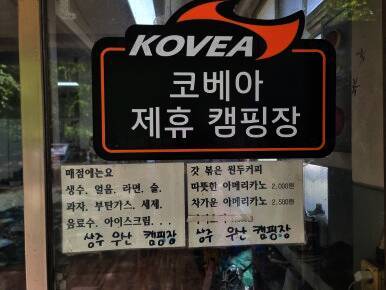 KOVEA
코베아
제휴 캠핑장
매점에는요
생수, 얼음, 라면, 술,
과자, 부탄가스, 세제,
음료수, 아이스크림, . .
상주 우산 캠핑장
갓 볶은 원두커피
따뜻한 아메리카노 2,000원
차가운 아메리카노 2,500원
상주 우산 캠핑장